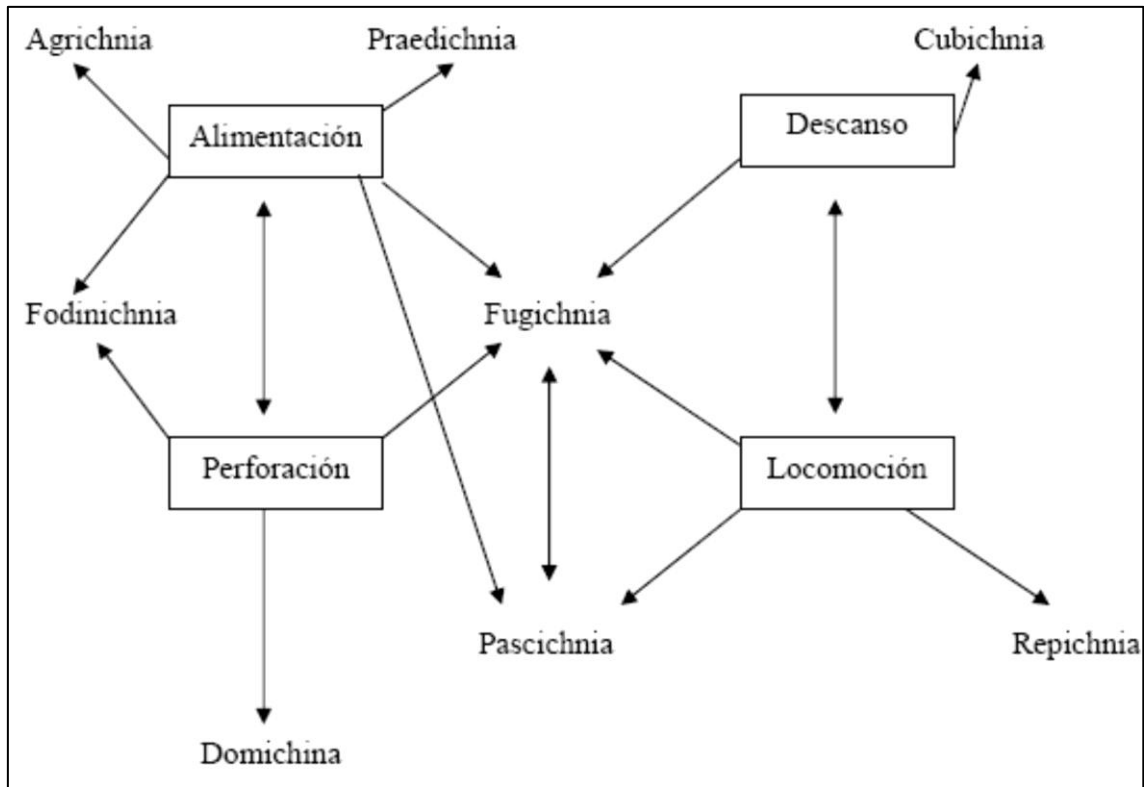 Agrichnia
Praedichnia
Cubichnia
Alimentación
Descanso
Fodinichnia
Fugichnia
Perforación
Locomoción
Pascichnia
Repichnia
Domichina